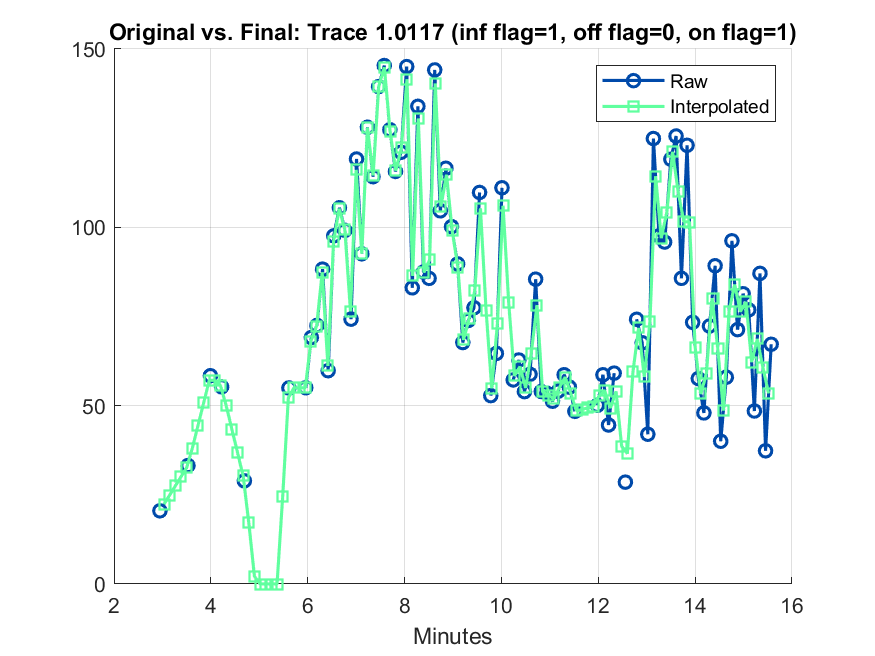 Original vs. Final: Trace 1.0117 (inf flag=1, off flag=0, on flag=1)
150
Raw
Interpolated
100
50
0
2 4 6 8 10 12 14 16
Minutes